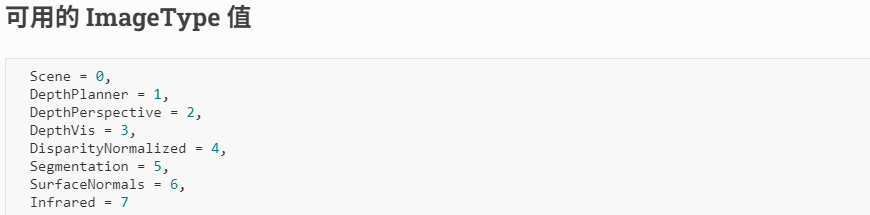 可用的 ImageType 值
Scene = 0,
DepthPlanner = 1,
DepthPerspective = 2,
DepthVis = 3,
DisparityNormalized = 4,
Segmentation = 5,
SurfaceNormals = 6,
Infrared = 7